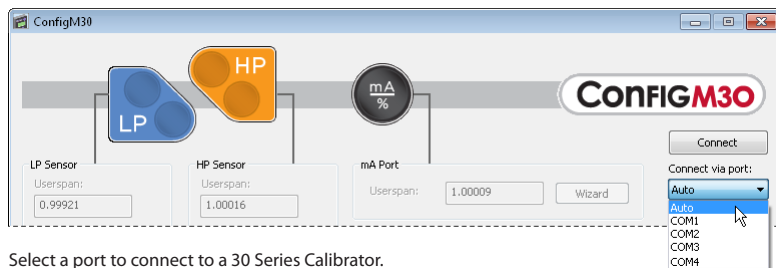 ConfigM30
HP
LP
mA
%
CONFIGM30
Connect
Connect via port:
LP Sensor
HP Sensor
mA Port
Userspan:
0.99921
Userspan:
1.00016
Userspan:
1.00009
Wizard
Auto
Auto
COM1
COM2
COM3
COM4
Select a port to connect to a 30 Series Calibrator.